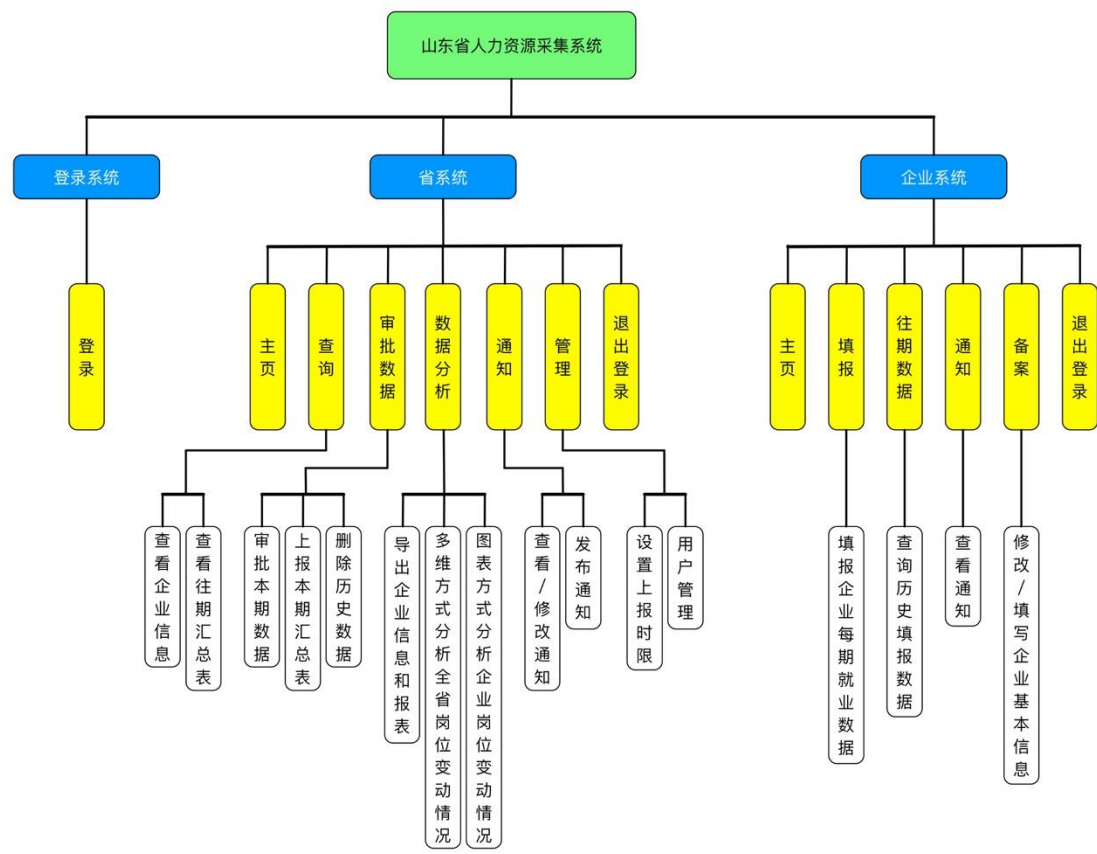 山东省人力资源采集系统
登录系统
省系统
企业系统
登录
主页
查询
审批数据
数据分析
通知
管理
退出登录
主页
填报
往期数据
通知
备案
退出登录
查看企业信息
查看往期汇总表
审批本期数据
上报本期汇总表
删除历史数据
导出企业信息和报表
多维方式分析全省岗位变动情况
图表方式分析企业岗位变动情况
查看/修改通知
发布通知
设置上报时限
用户管理
填报企业每期就业数据
查询历史填报数据
查看通知
修改/填写企业基本信息